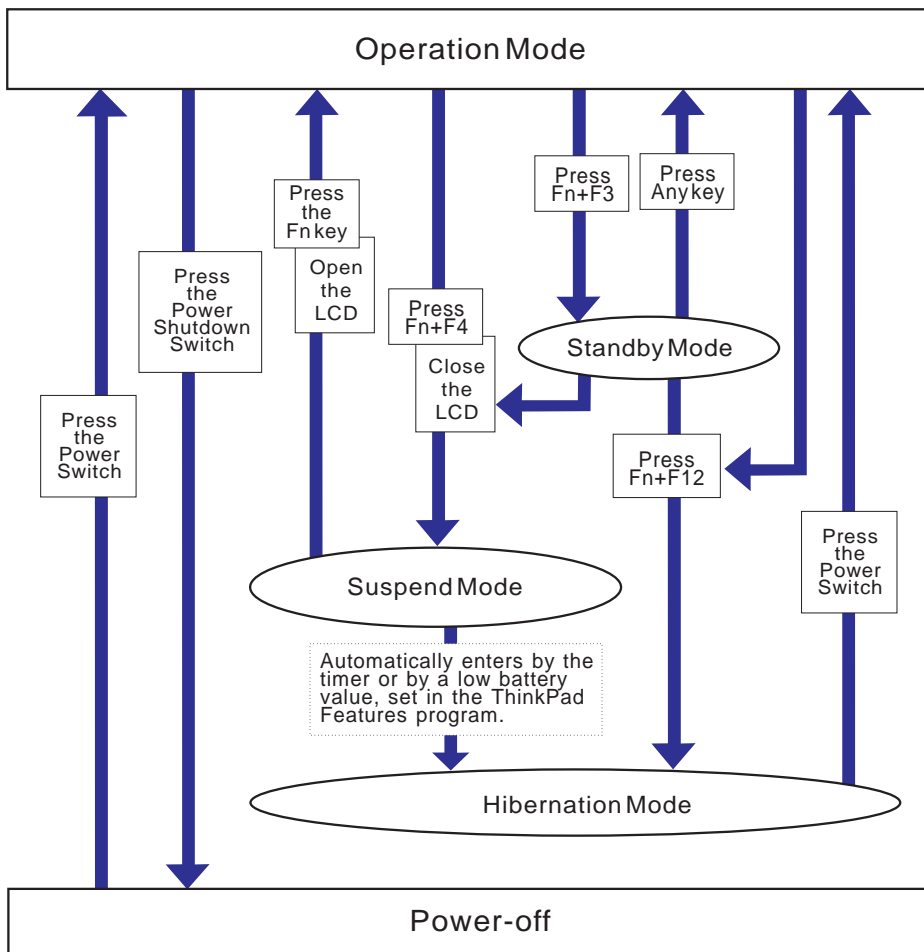 Operation Mode
Press
Fn+F3
Press
Any key
Press
the
Fn key
Open
the
LCD
Press
the
Power
Shutdown
Switch
Press
Fn+F4
Close
the
LCD
Standby Mode
Press
the
Power
Switch
Press
Fn+F12
Press
the
Power
Switch
Suspend Mode
Automatically enters by the
timer or by a low battery
value, set in the ThinkPad
Features program.
Hibernation Mode
Power-off